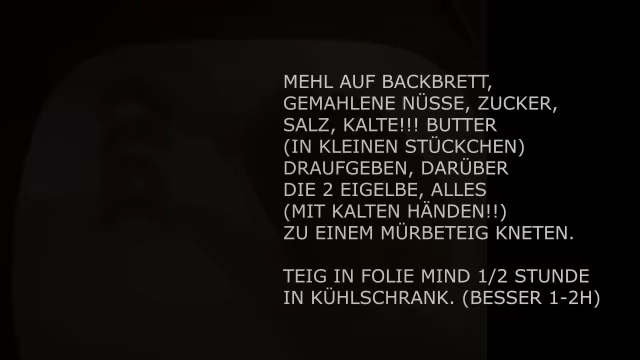 MEHL AUF BACKBRETT,
GEMAHLENE NÜSSE, ZUCKER,
SALZ, KALTE!!! BUTTER
(IN KLEINEN STÜCKCHEN)
DRAUFGEBEN, DARÜBER
DIE 2 EIGELBE, ALLES
(MIT KALTEN HÄNDEN!!)
ZU EINEM MÜRBETEIG KNETEN.
TEIG IN FOLIE MIND 1/2 STUNDE
IN KÜHLSCHRANK. (BESSER 1-2H)